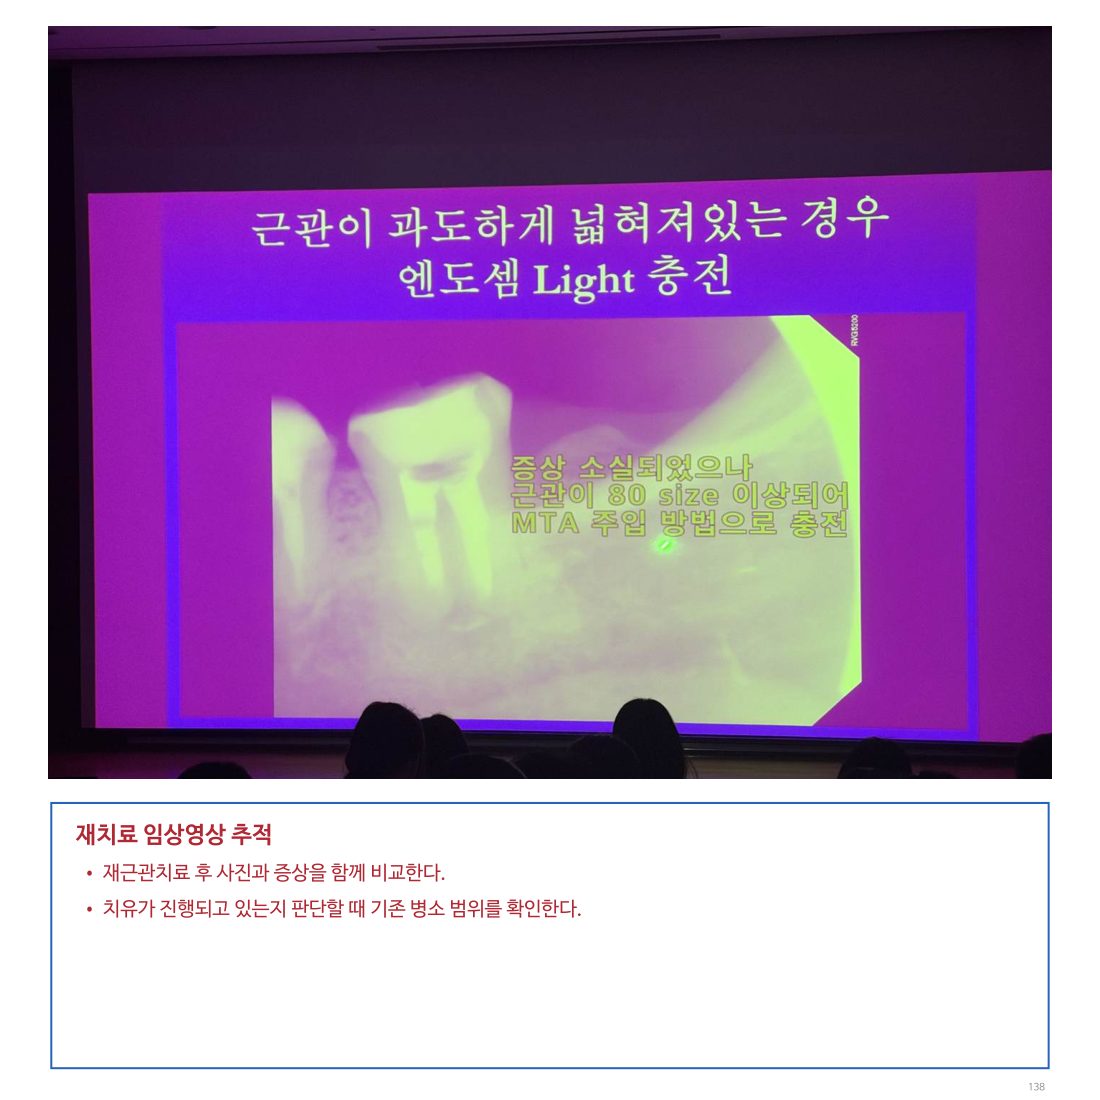 근관이 과도하게 넓혀져있는 경우
엔도셈 Light 충전
RVG5200
증상 소실되었으나
근관이 80 size 이상되어
MTA 주입 방법으로 충전
재치료 임상영상 추적
• 재근관치료 후 사진과 증상을 함께 비교한다.
• 치유가 진행되고 있는지 판단할 때 기존 병소 범위를 확인한다.
138